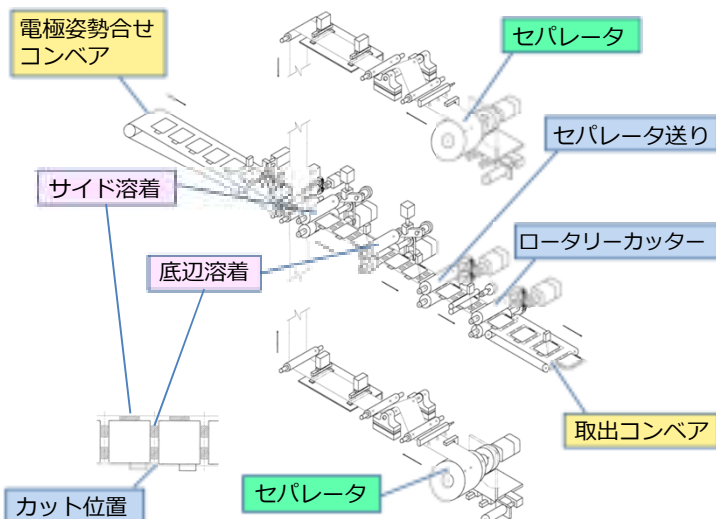 電極姿勢合せ
コンベア
セパレータ
セパレータ送り
サイド溶着
ロータリーカッター
底辺溶着
取出コンベア
セパレータ
カット位置